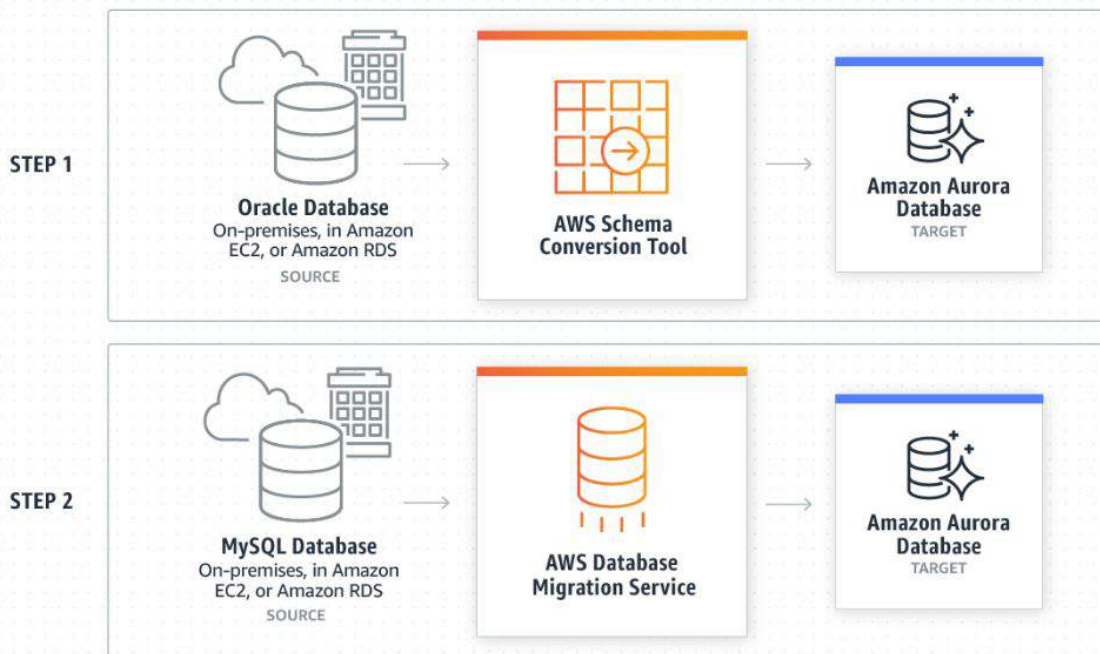 STEP 1
Oracle Database
On-premises, in Amazon
EC2, or Amazon RDS
SOURCE
AWS Schema
Conversion Tool
Amazon Aurora
Database
TARGET
STEP 2
MySQL Database
On-premises, in Amazon
EC2, or Amazon RDS
SOURCE
AWS Database
Migration Service
Amazon Aurora
Database
TARGET